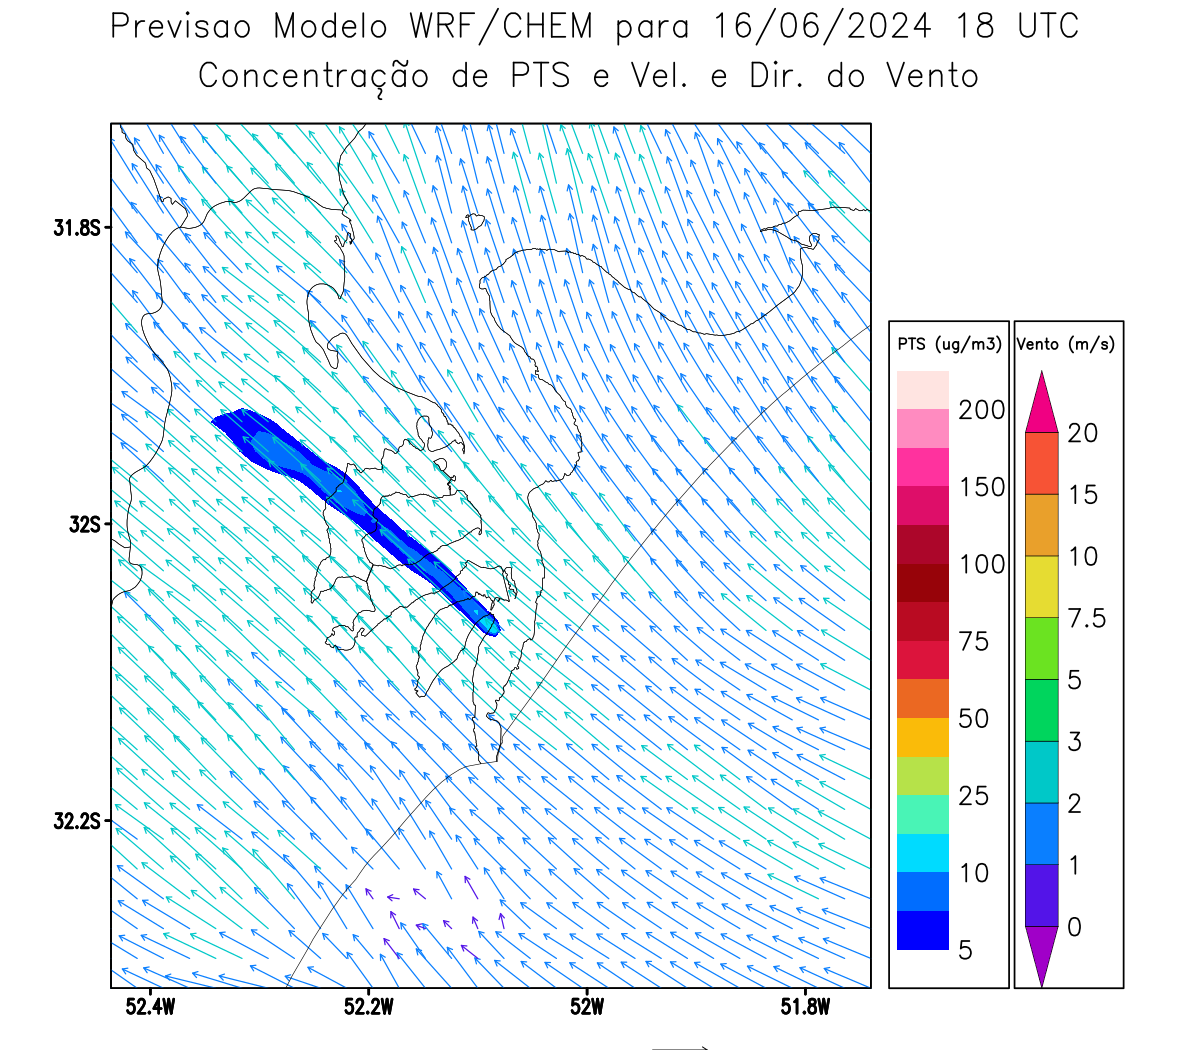 Previsao Modelo WRF/CHEM para 16/06/2024 18 UTC
Concentração de PTS e Vel. e Dir. do Vento
31.8S
32S
32.2S
52.4W
52.2W
52W
51.8W
PTS (ug/m3)
200
150
100
75
50
25
10
5
Vento (m/s)
20
15
10
7.5
5
3
2
1
0